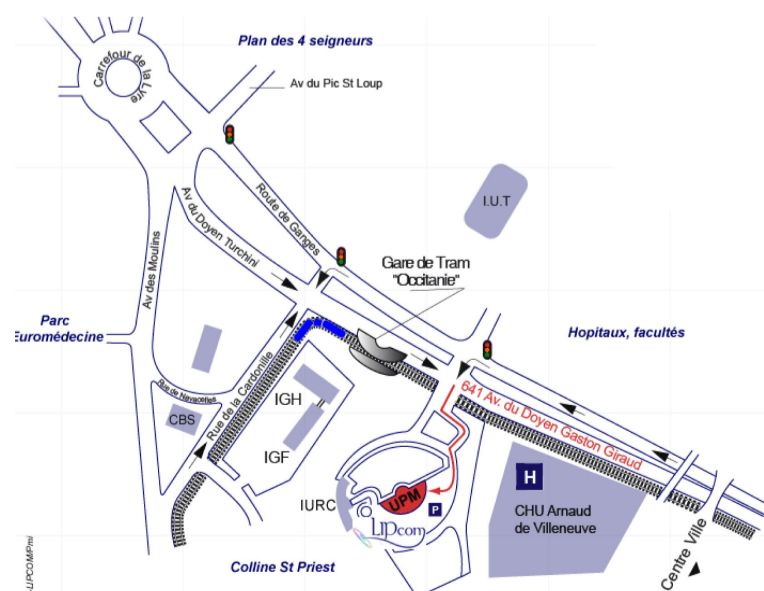 Plan des 4 seigneurs
Av du Pic St Loup
Carrefour de la Lyre
I.U.T
Route de Ganges
Av du Doyen Turchini
Gare de Tram
"Occitanie"
Av des Moulins
Parc
Euromédecine
Hopitaux, facultés
Rue de Navacelles
Rue de la Cardonille
IGH
CBS
641 Av. du Doyen Gaston Giraud
IGF
H
UPM
IURC
P
LIPcom
CHU Arnaud
de Villeneuve
Centre Ville
Colline St Priest
-LIPCOM/Pmi